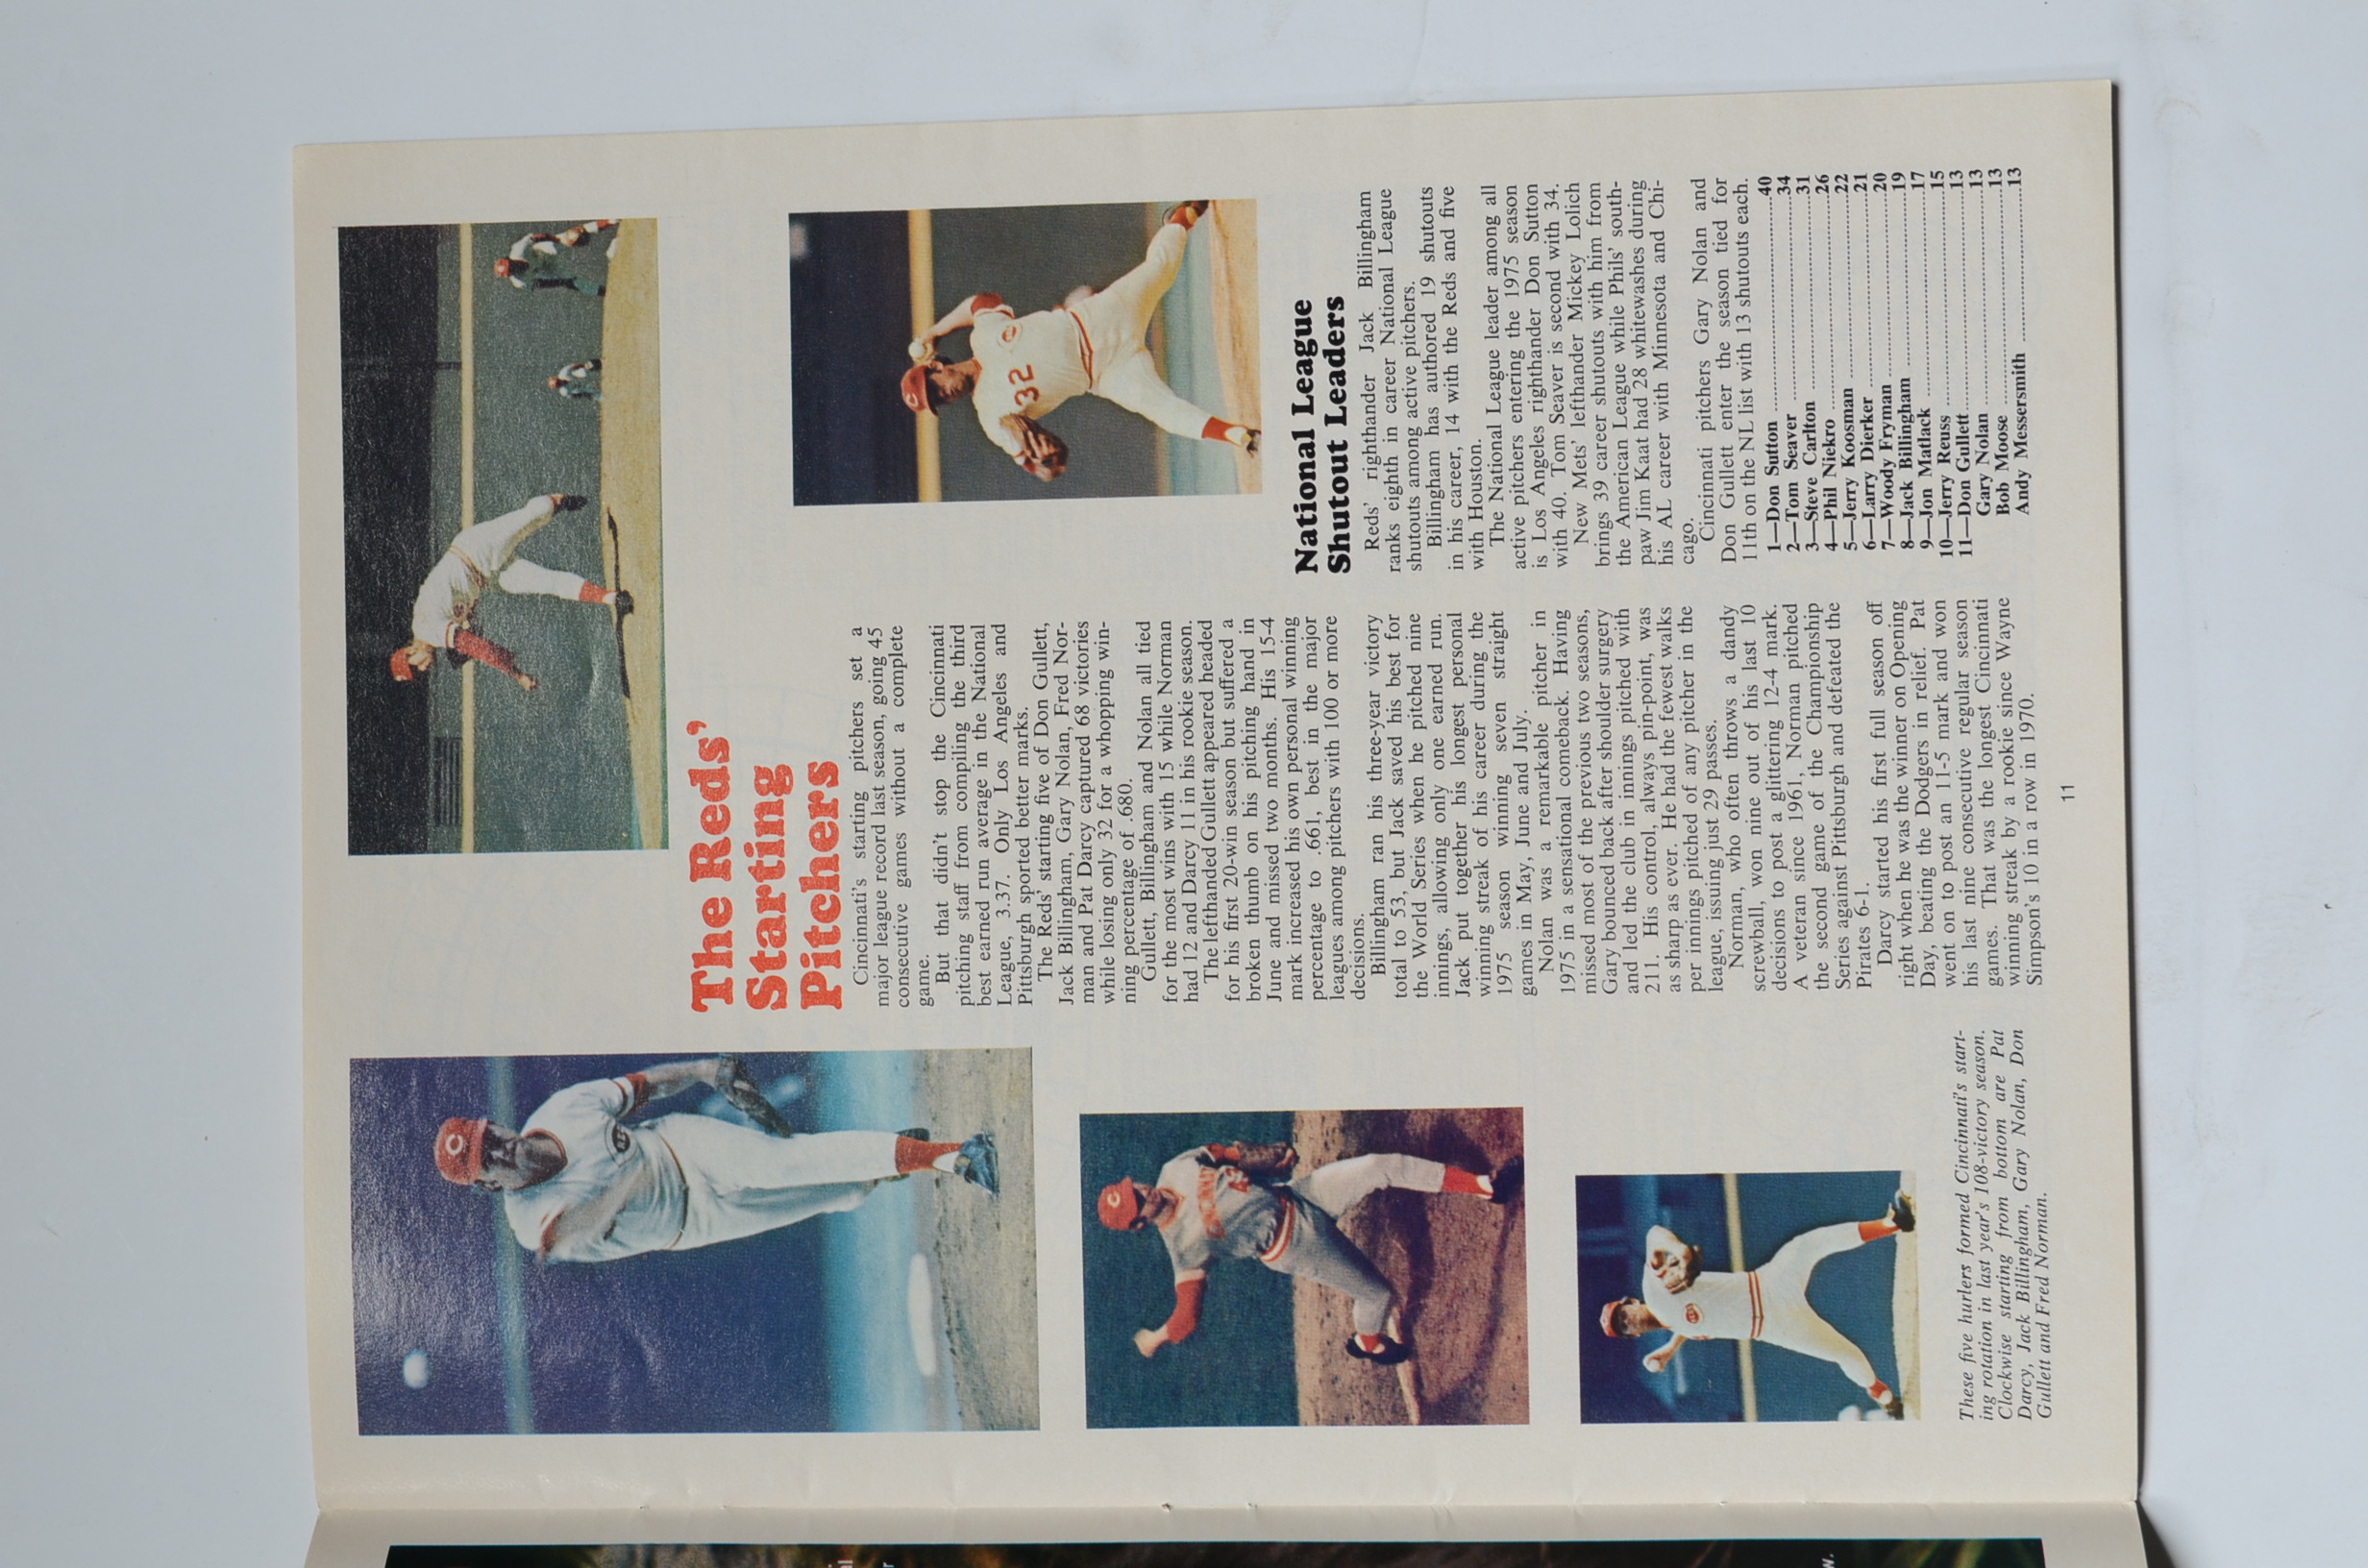 The Reds'
Starting
Pitchers
Cincinnati's starting pitchers set a
major league record last season, going 45
consecutive games without a complete
game.
But that didn't stop the Cincinnati
pitching staff from compiling the third
best earned run average in the National
League, 3.37. Only Los Angeles and
Pittsburgh sported better marks.
The Reds' starting five of Don Gullett,
Jack Billingham, Gary Nolan, Fred Nor-
man and Pat Darcy captured 68 victories
while losing only 32 for a whopping win-
ning percentage of .680.
Gullett, Billingham and Nolan all tied
for the most wins with 15 while Norman
had 12 and Darcy 11 in his rookie season.
The lefthanded Gullett appeared headed
for his first 20-win season but suffered a
broken thumb on his pitching hand in
June and missed two months. His 15-4
mark increased his own personal winning
percentage to .661, best in the major
leagues among pitchers with 100 or more
decisions.
Billingham ran his three-year victory
total to 53, but Jack saved his best for
the World Series when he pitched nine
innings, allowing only one earned run.
Jack put together his longest personal
winning streak of his career during the
1975 season winning seven straight
games in May, June and July.
Nolan was a remarkable pitcher in
1975 in a sensational comeback. Having
missed most of the previous two seasons,
Gary bounced back after shoulder surgery
and led the club in innings pitched with
211. His control, always pin-point, was
as sharp as ever. He had the fewest walks
per innings pitched of any pitcher in the
league, issuing just 29 passes.
Norman, who often throws a dandy
screwball, won nine out of his last 10
decisions to post a glittering 12-4 mark.
A veteran since 1961, Norman pitched
the second game of the Championship
Series against Pittsburgh and defeated the
Pirates 6-1.
Darcy started his first full season off
right when he was the winner on Opening
Day, beating the Dodgers in relief. Pat
went on to post an 11-5 mark and won
his last nine consecutive regular season
games. That was the longest Cincinnati
winning streak by a rookie since Wayne
Simpson's 10 in a row in 1970.
32
National League
Shutout Leaders
Reds' righthander Jack Billingham
ranks eighth in career National League
shutouts among active pitchers.
Billingham has authored 19 shutouts
in his career, 14 with the Reds and five
with Houston.
The National League leader among all
active pitchers entering the 1975 season
is Los Angeles righthander Don Sutton
with 40. Tom Seaver is second with 34.
New Mets' lefthander Mickey Lolich
brings 39 career shutouts with him from
the American League while Phils' south-
paw Jim Kaat had 28 whitewashes during
his AL career with Minnesota and Chi-
cago.
Cincinnati pitchers Gary Nolan and
Don Gullett enter the season tied for
11th on the NL list with 13 shutouts each.
1—Don Sutton 40
2—Tom Seaver 34
3—Steve Carlton 31
4—Phil Niekro 26
5—Jerry Koosman 22
6—Larry Dierker 21
7—Woody Fryman 20
8—Jack Billingham 19
9—Jon Matlack 17
10—Jerry Reuss 15
11—Don Gullett 13
Gary Nolan 13
Bob Moose 13
Andy Messersmith 13
These five hurlers formed Cincinnati's start-
ing rotation in last year's 108-victory season.
Clockwise starting from bottom are Pat
Darcy, Jack Billingham, Gary Nolan, Don
Gullett and Fred Norman.
11